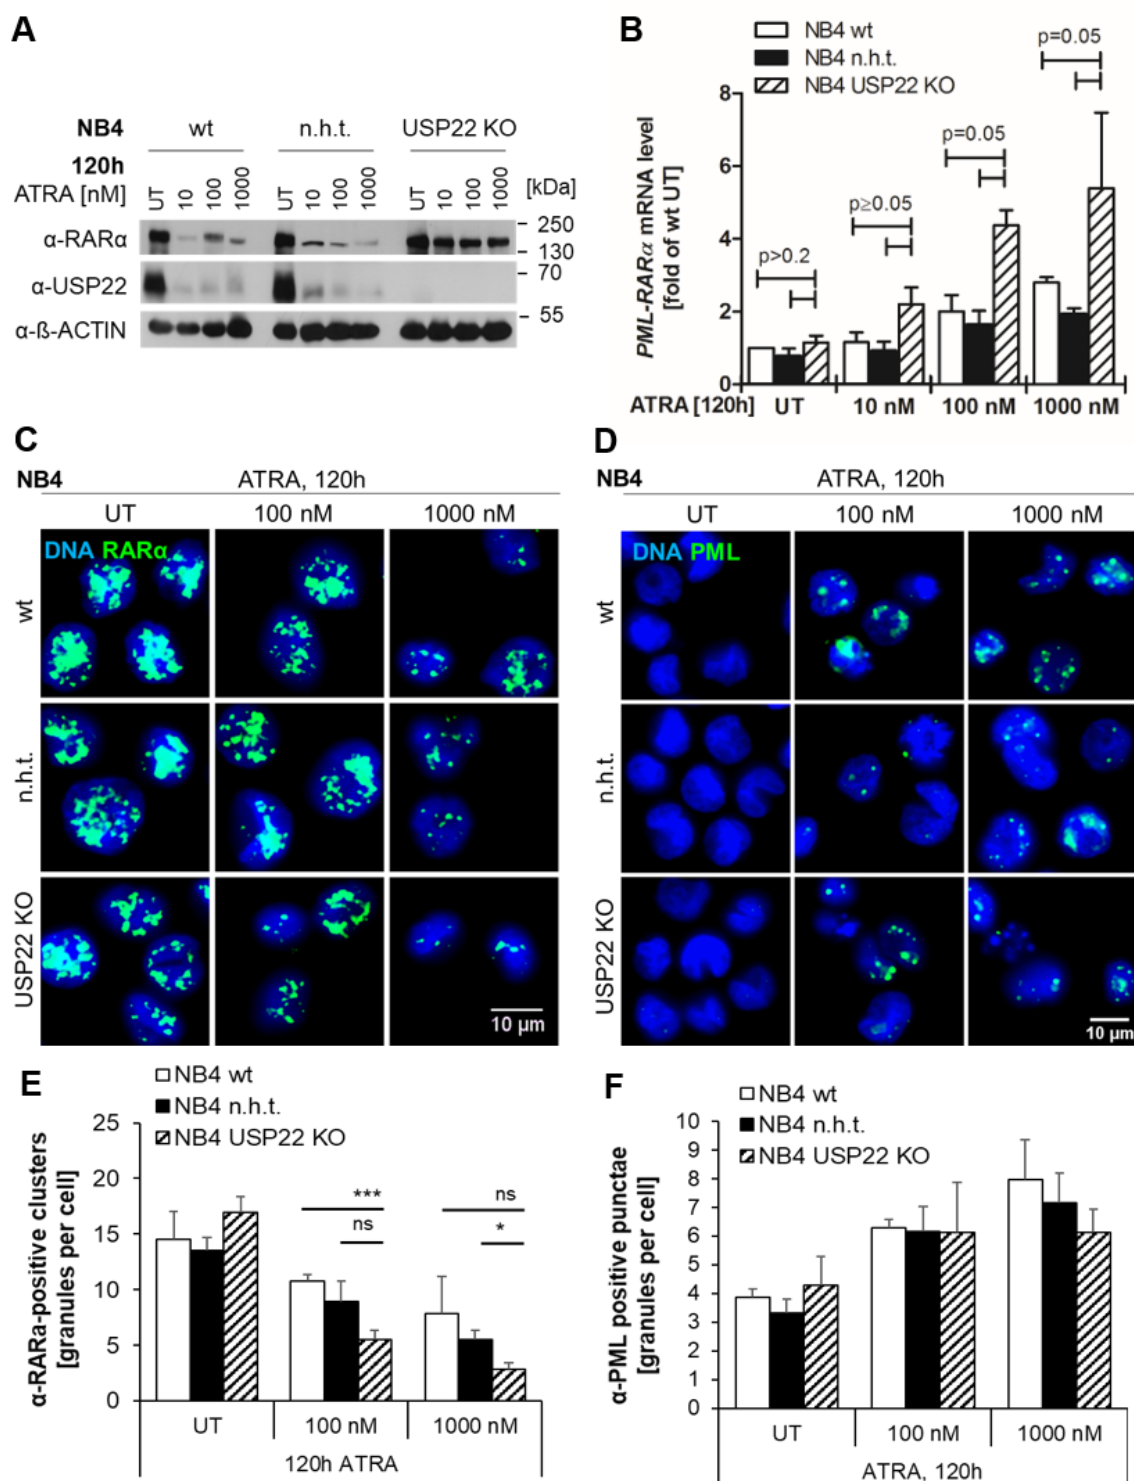 A
NB4 wt n.h.t. USP22 KO
120h
ATRA [nM] UT 10 100 1000 UT 10 100 1000 UT 10 100 1000 [kDa]
α-RARα 250
130
α-USP22 70
α-ß-ACTIN 55
B
NB4 wt
NB4 n.h.t.
NB4 USP22 KO
p=0.05
p=0.05
p≥0.05
p>0.2
PML-RARα mRNA level
[fold of wt UT]
8
6
4
2
0
ATRA [120h] UT 10 nM 100 nM 1000 nM
C
NB4 ATRA, 120h
UT 100 nM 1000 nM
DNA RARα
wt
n.h.t.
USP22 KO
10 µm
D
NB4 ATRA, 120h
UT 100 nM 1000 nM
DNA PML
wt
n.h.t.
USP22 KO
10 µm
E
NB4 wt
NB4 n.h.t.
NB4 USP22 KO
α-RARa-positive clusters
[granules per cell]
25
20
15
10
5
0
*** ns
ns *
UT 100 nM 1000 nM
120h ATRA
F
NB4 wt
NB4 n.h.t.
NB4 USP22 KO
α-PML positive punctae
[granules per cell]
10
9
8
7
6
5
4
3
2
1
0
UT 100 nM 1000 nM
ATRA, 120h